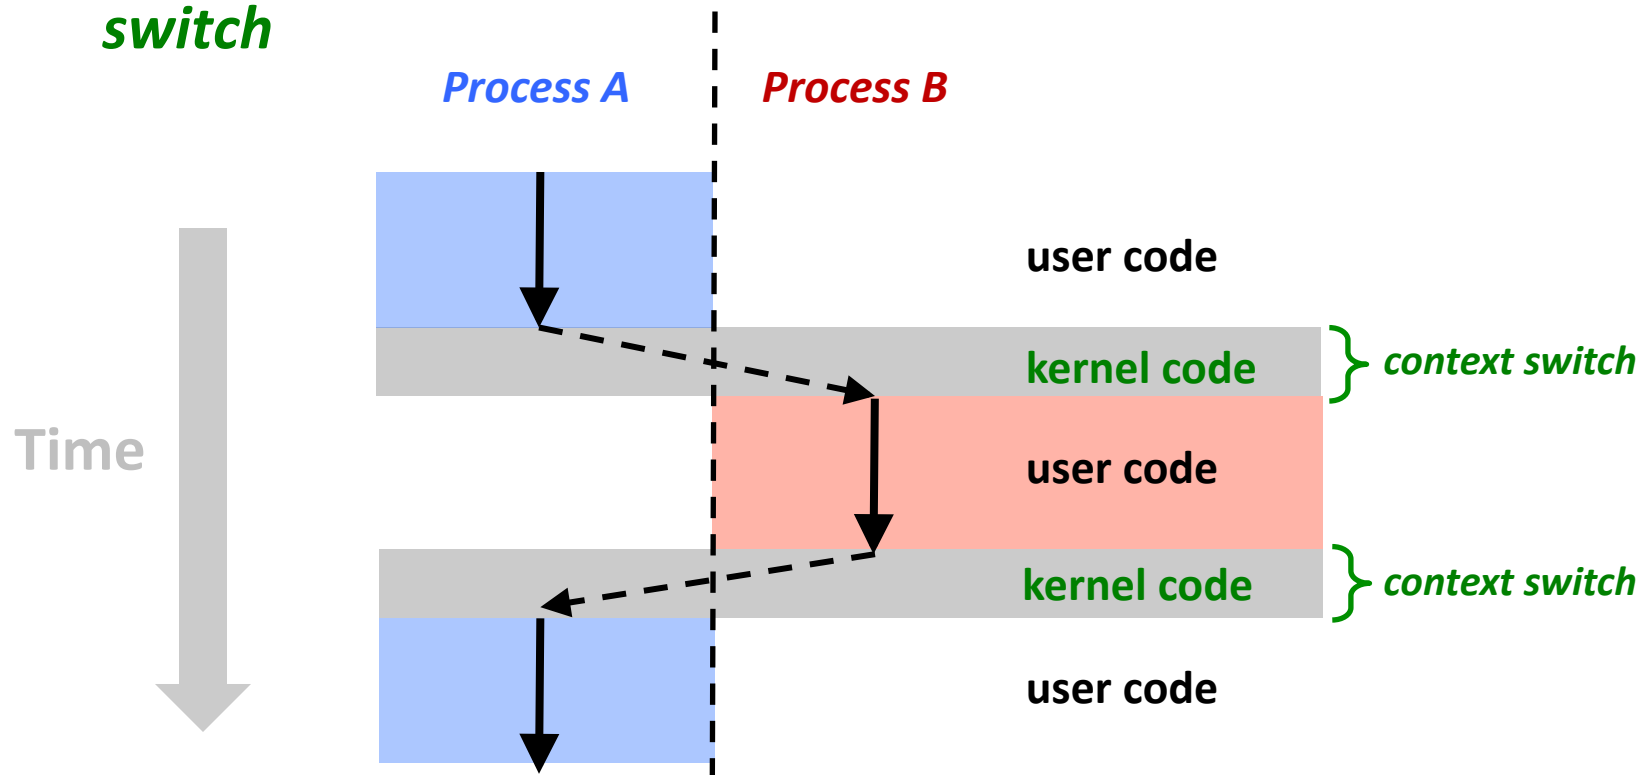 switch
Process A
Process B
user code
kernel code
context switch
Time
user code
kernel code
context switch
user code